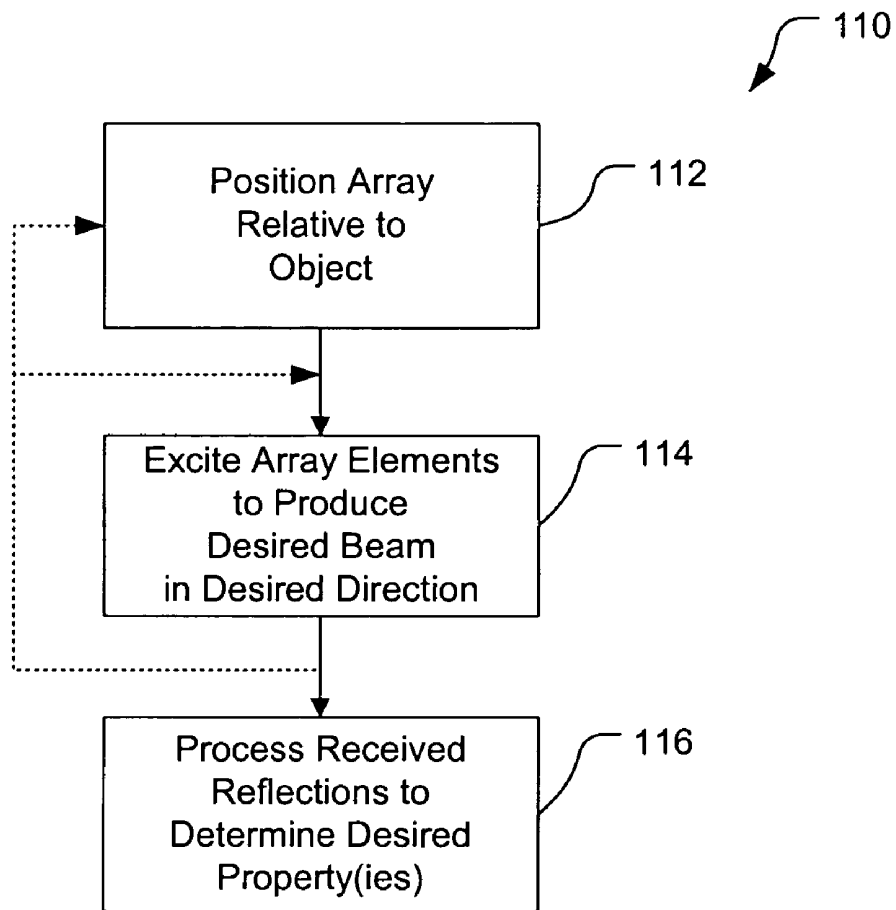 110
Position Array
Relative to
Object
112
Excite Array Elements
to Produce
Desired Beam
in Desired Direction
114
Process Received
Reflections to
Determine Desired
Property(ies)
116